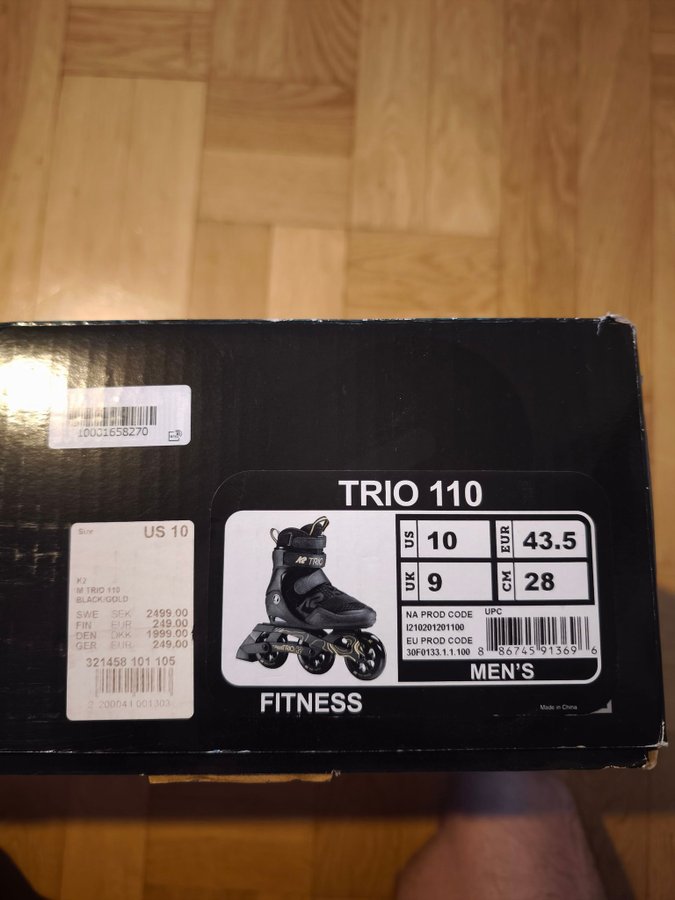 10001658270
TRIO 110
Size US 10
K2
M TRIO 110
BLACK/GOLD
SWE SEK 2499.00
FIN EUR 249.00
DEN DKK 1999.00
GER EUR 249.00
321458 101 105
K2 TRIO
US 10
EUR 43.5
UK 9
CM 28
NA PROD CODE
I210201201100
EU PROD CODE
30F0133.1.1.100
UPC
8 86745 91369 6
MEN'S
FITNESS
Made in China